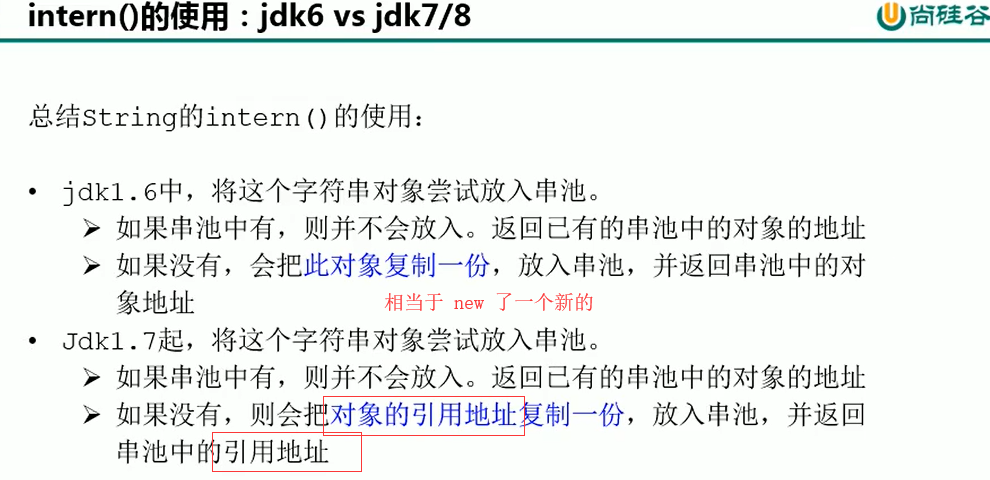 intern()的使用：jdk6 vs jdk7/8
尚硅谷
总结String的intern()的使用：
• jdk1.6中，将这个字符串对象尝试放入串池。
➢ 如果串池中有，则并不会放入。返回已有的串池中的对象的地址
➢ 如果没有，会把此对象复制一份，放入串池，并返回串池中的对
象地址
相当于 new 了一个新的
• Jdk1.7起，将这个字符串对象尝试放入串池。
➢ 如果串池中有，则并不会放入。返回已有的串池中的对象的地址
➢ 如果没有，则会把对象的引用地址复制一份，放入串池，并返回
串池中的引用地址